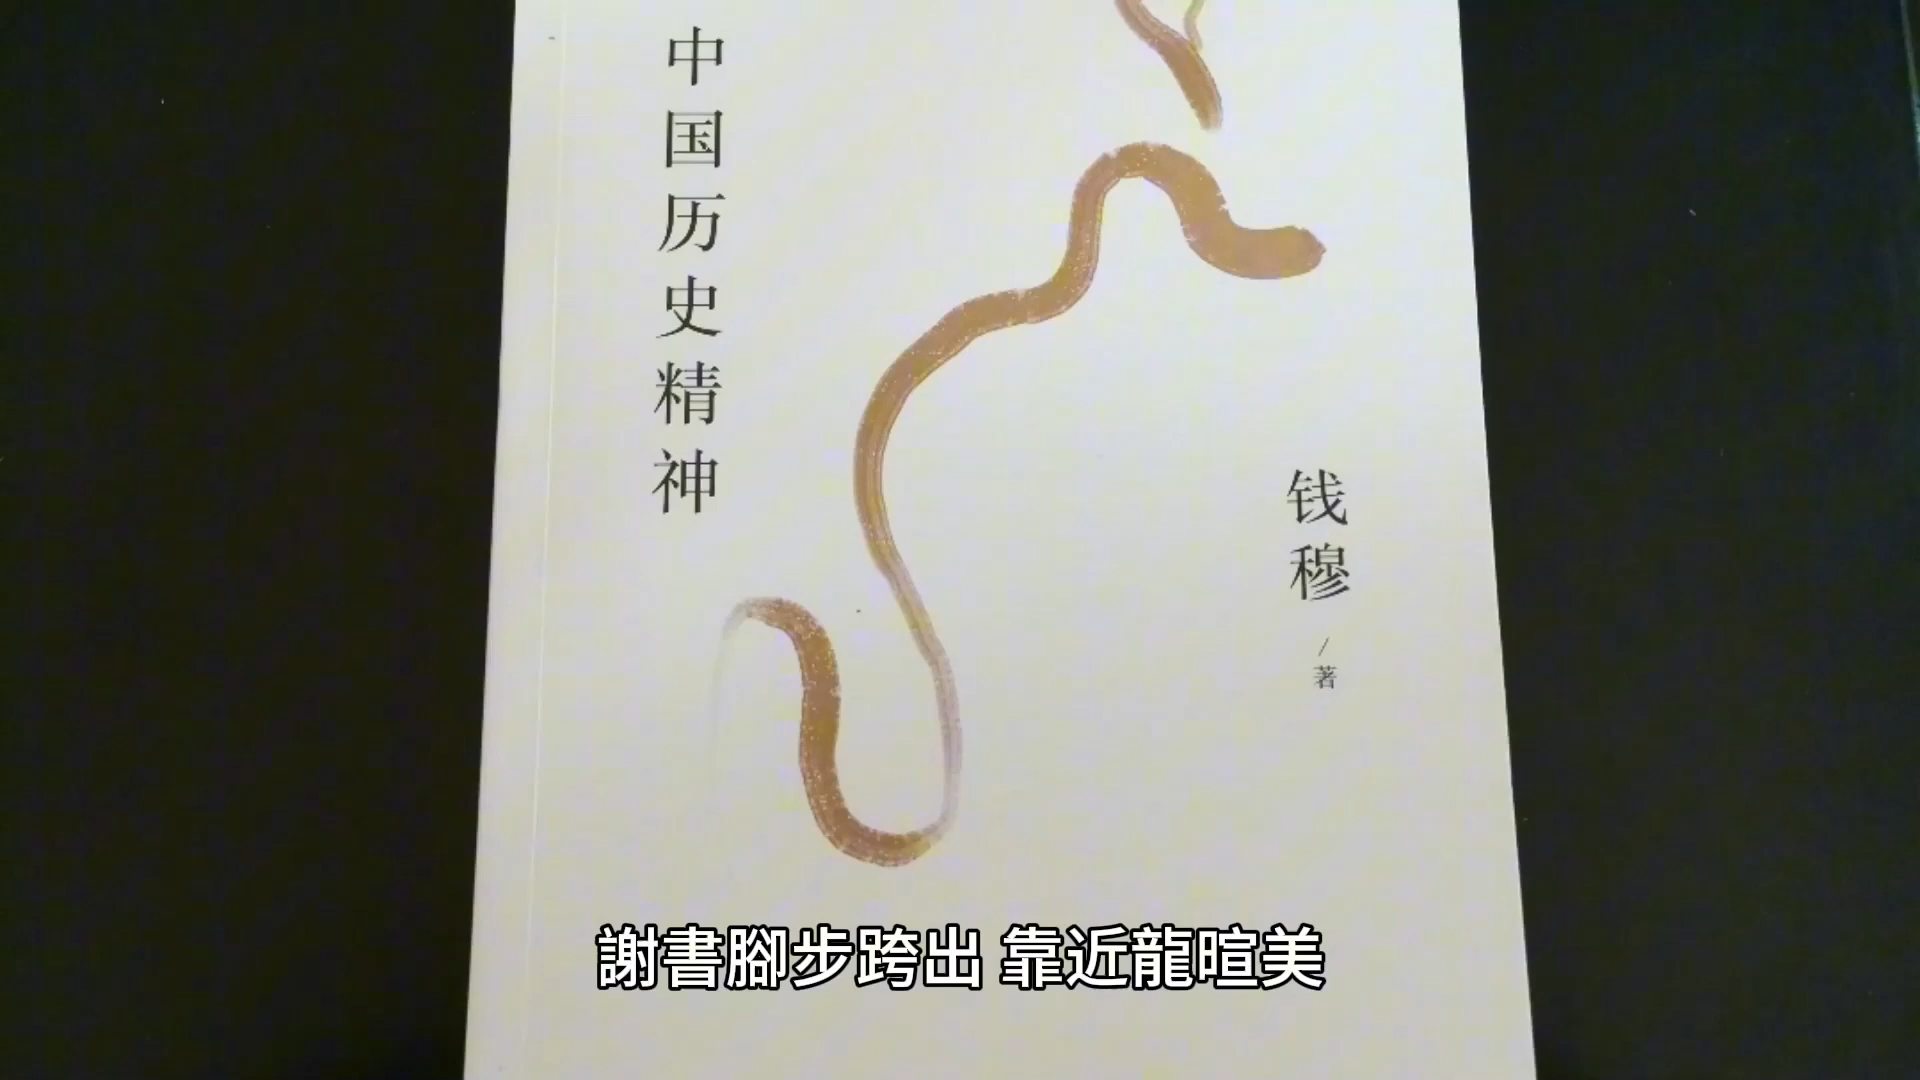 中国历史精神
钱穆
/
著
謝書腳步跨出 靠近龍暄美